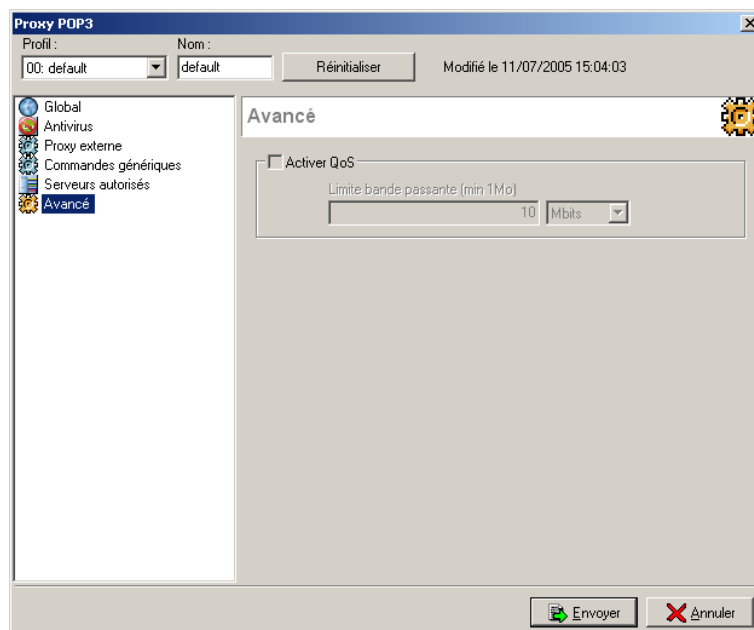 Proxy POP3
Profil :
Nom :
00: default
default
Réinitialiser
Modifié le 11/07/2005 15:04:03
Global
Antivirus
Proxy externe
Commandes génériques
Serveurs autorisés
Avancé
Avancé
Activer QoS
Limite bande passante (min 1Mo)
10
Mbits
Envoyer
Annuler